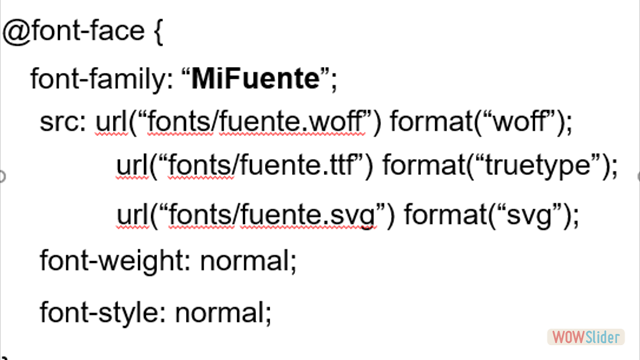 @font-face {
font-family: “MiFuente”;
src: url(“fonts/fuente.woff”) format(“woff”);
url(“fonts/fuente.ttf”) format(“truetype”);
url(“fonts/fuente.svg”) format(“svg”);
font-weight: normal;
font-style: normal;
WOWSlider